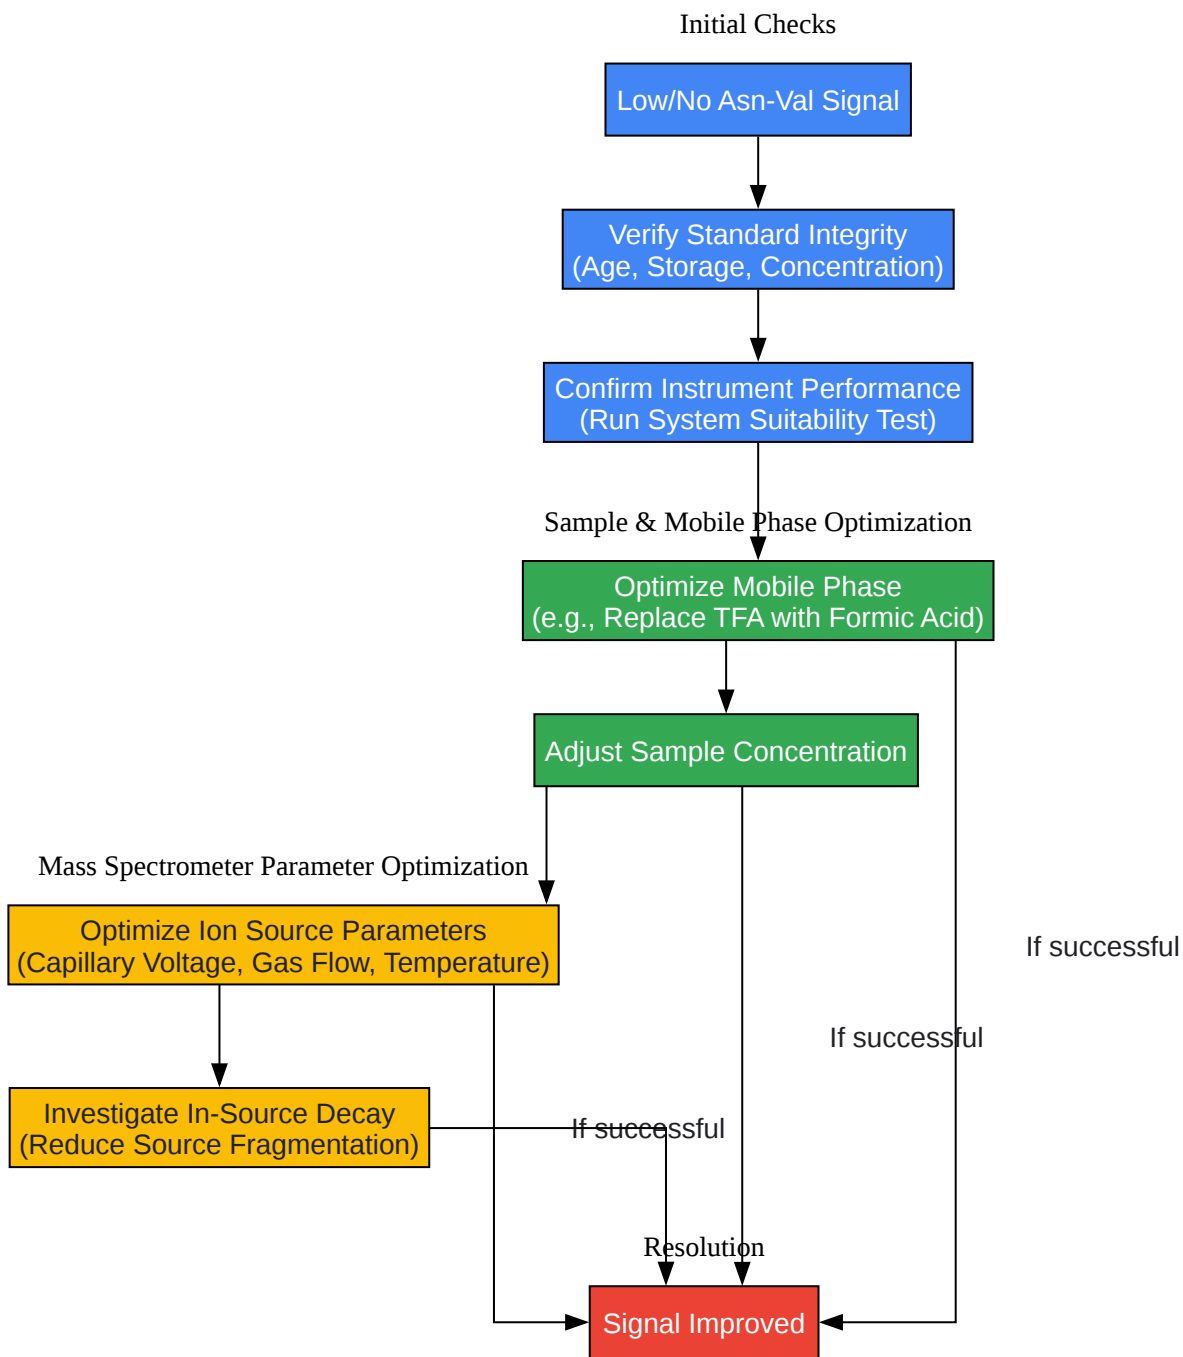 Initial Checks
Low/No Asn-Val Signal
Verify Standard Integrity
(Age, Storage, Concentration)
Confirm Instrument Performance
(Run System Suitability Test)
Sample & Mobile Phase Optimization
Optimize Mobile Phase
(e.g., Replace TFA with Formic Acid)
Adjust Sample Concentration
Mass Spectrometer Parameter Optimization
Optimize Ion Source Parameters
(Capillary Voltage, Gas Flow, Temperature)
If successful
If successful
Investigate In-Source Decay
(Reduce Source Fragmentation)
If successful
Resolution
Signal Improved